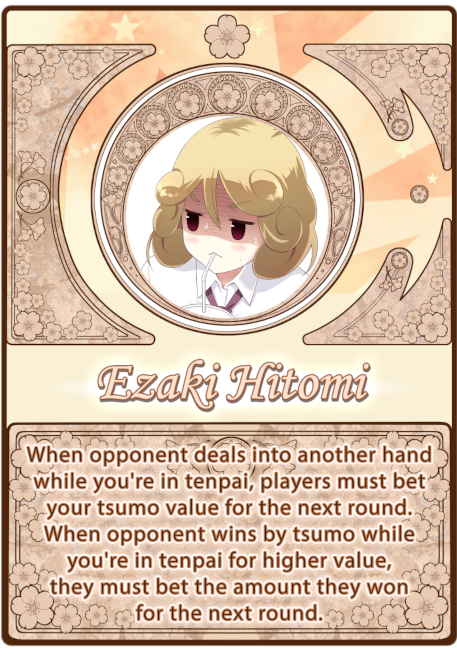 Ezaki Hitomi
When opponent deals into another hand
while you're in tenpai, players must bet
your tsumo value for the next round.
When opponent wins by tsumo while
you're in tenpai for higher value,
they must bet the amount they won
for the next round.